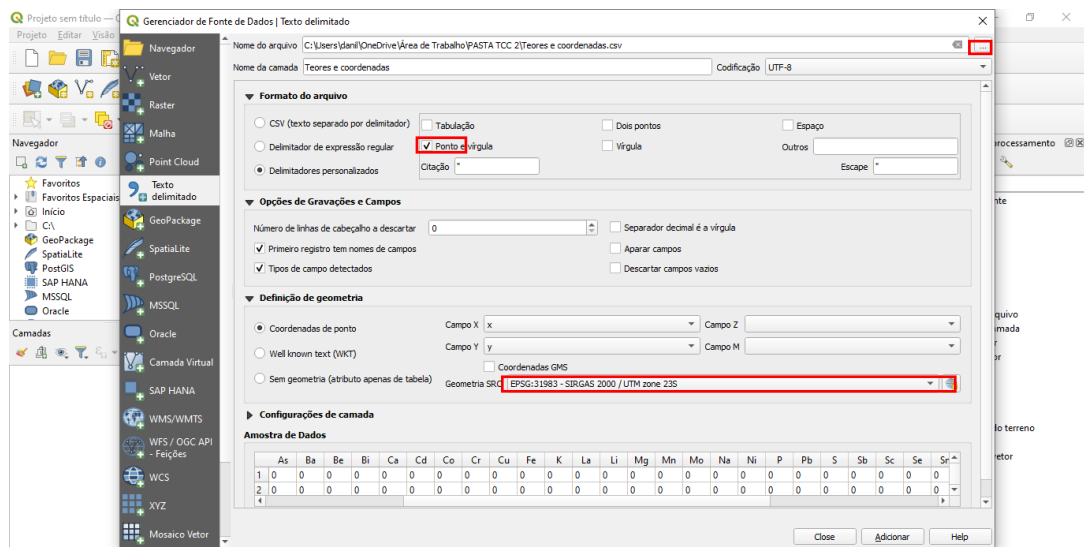 Projeto sem título — Q
Gerenciador de Fonte de Dados | Texto delimitado
Projeto Editar Visão
Navegador
Favoritos
Favoritos Espaciais
Início
C:\
GeoPackage
SpatiaLite
PostGIS
SAP HANA
MSSQL
Oracle
Camadas
Navegador
Vetor
Raster
Malha
Point Cloud
Texto
delimitado
GeoPackage
SpatiaLite
PostgreSQL
MSSQL
Oracle
Camada Virtual
SAP HANA
WMS/WMTS
WFS / OGC API
- Feições
WCS
XYZ
Mosaico Vetor
Nome do arquivo C:\Users\danil\OneDrive\Área de Trabalho\PASTA TCC 2\Teores e coordenadas.csv ...
Nome da camada Teores e coordenadas Codificação UTF-8
Formato do arquivo
CSV (texto separado por delimitador) Tabulação Dois pontos Espaço
Delimitador de expressão regular Ponto e vírgula Vírgula Outros
Delimitadores personalizados Citação " Escape "
Opções de Gravações e Campos
Número de linhas de cabeçalho a descartar 0 Separador decimal é a vírgula
Primeiro registro tem nomes de campos Aparar campos
Tipos de campo detectados Descartar campos vazios
Definição de geometria
Coordenadas de ponto Campo X x Campo Z
Well known text (WKT) Campo Y y Campo M
Coordenadas GMS
Sem geometria (atributo apenas de tabela) Geometria SRC EPSG:31983 - SIRGAS 2000 / UTM zone 23S
Configurações de camada
Amostra de Dados
As Ba Be Bi Ca Cd Co Cr Cu Fe K La Li Mg Mn Mo Na Ni P Pb S Sb Sc Se Sr
1 0 0 0 0 0 0 0 0 0 0 0 0 0 0 0 0 0 0 0 0 0 0 0 0 0
2 0 0 0 0 0 0 0 0 0 0 0 0 0 0 0 0 0 0 0 0 0 0 0 0 0
Close Adicionar Help
rocessamento
nte
quivo
mada
or
lo terreno
vetor